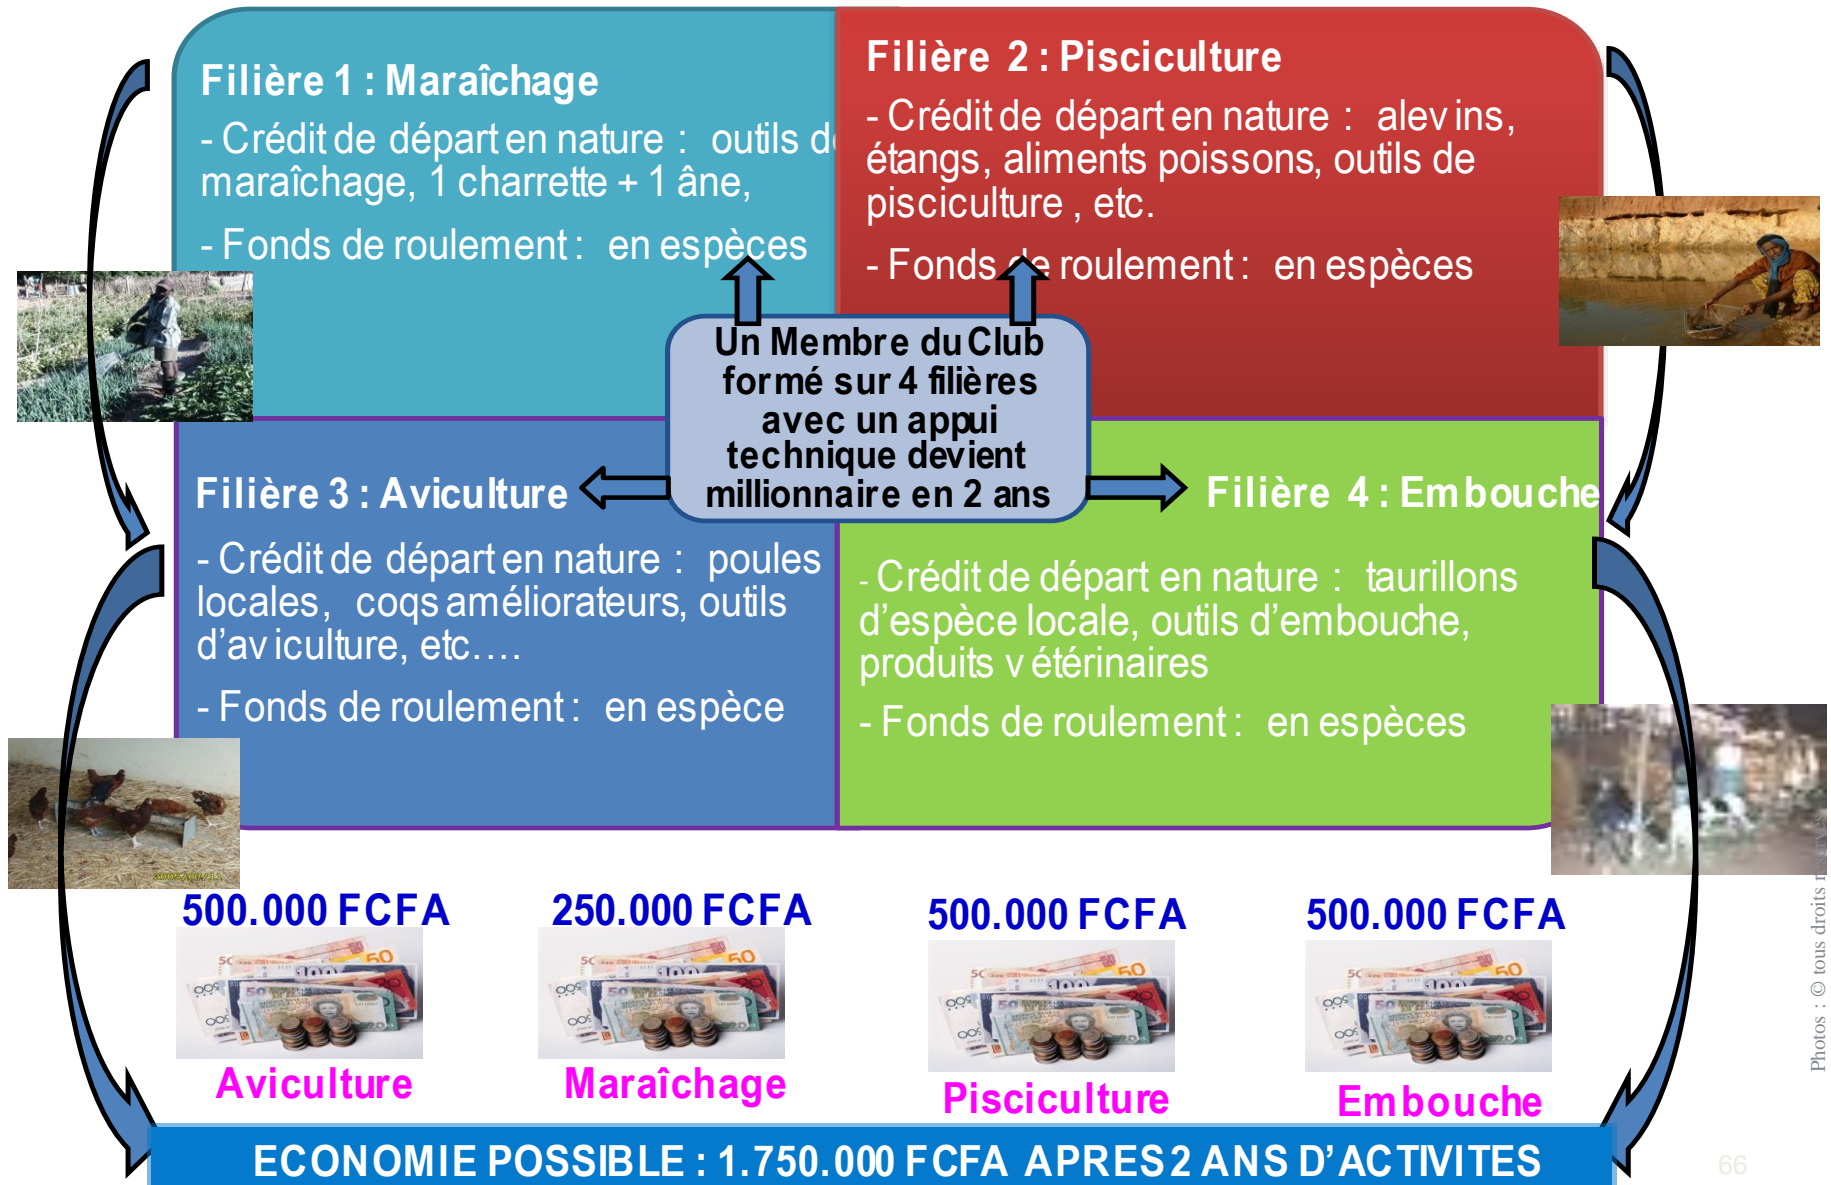 Filière 1 : Maraîchage
- Crédit de départ en nature : outils de
maraîchage, 1 charrette + 1 âne,
- Fonds de roulement : en espèces
Filière 2 : Pisciculture
- Crédit de départ en nature : alevins,
étangs, aliments poissons, outils de
pisciculture , etc.
- Fonds de roulement : en espèces
Un Membre du Club
formé sur 4 filières
avec un appui
technique devient
millionnaire en 2 ans
Filière 3 : Aviculture
- Crédit de départ en nature : poules
locales, coqs améliorateurs, outils
d’aviculture, etc….
- Fonds de roulement : en espèce
Filière 4 : Embouche
- Crédit de départ en nature : taurillons
d’espèce locale, outils d’embouche,
produits vétérinaires
- Fonds de roulement : en espèces
500.000 FCFA
250.000 FCFA
500.000 FCFA
500.000 FCFA
Aviculture
Maraîchage
Pisciculture
Embouche
ECONOMIE POSSIBLE : 1.750.000 FCFA APRES 2 ANS D’ACTIVITES
Photos : © tous droits
66